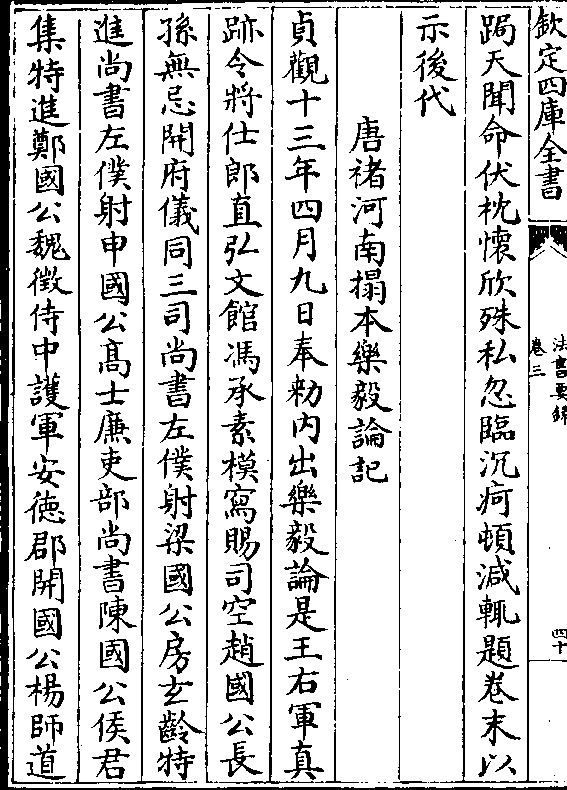 欽定四庫全書
法書要錄
卷三
四十
跼天聞命伏枕懷欣殊私忽臨沉痾頓減輒題卷末以
示後代
唐褚河南搨本樂毅論記
貞觀十三年四月九日奉勑内出樂毅論是王右軍真
跡令將仕郎直弘文館馮承素模寫賜司空趙國公長
孫無忌開府儀同三司尚書左僕射梁國公房玄齡特
進尚書左僕射申國公髙士廉吏部尚書陳國公侯君
集特進鄭國公魏徵侍中護軍安德郡開國公楊師道